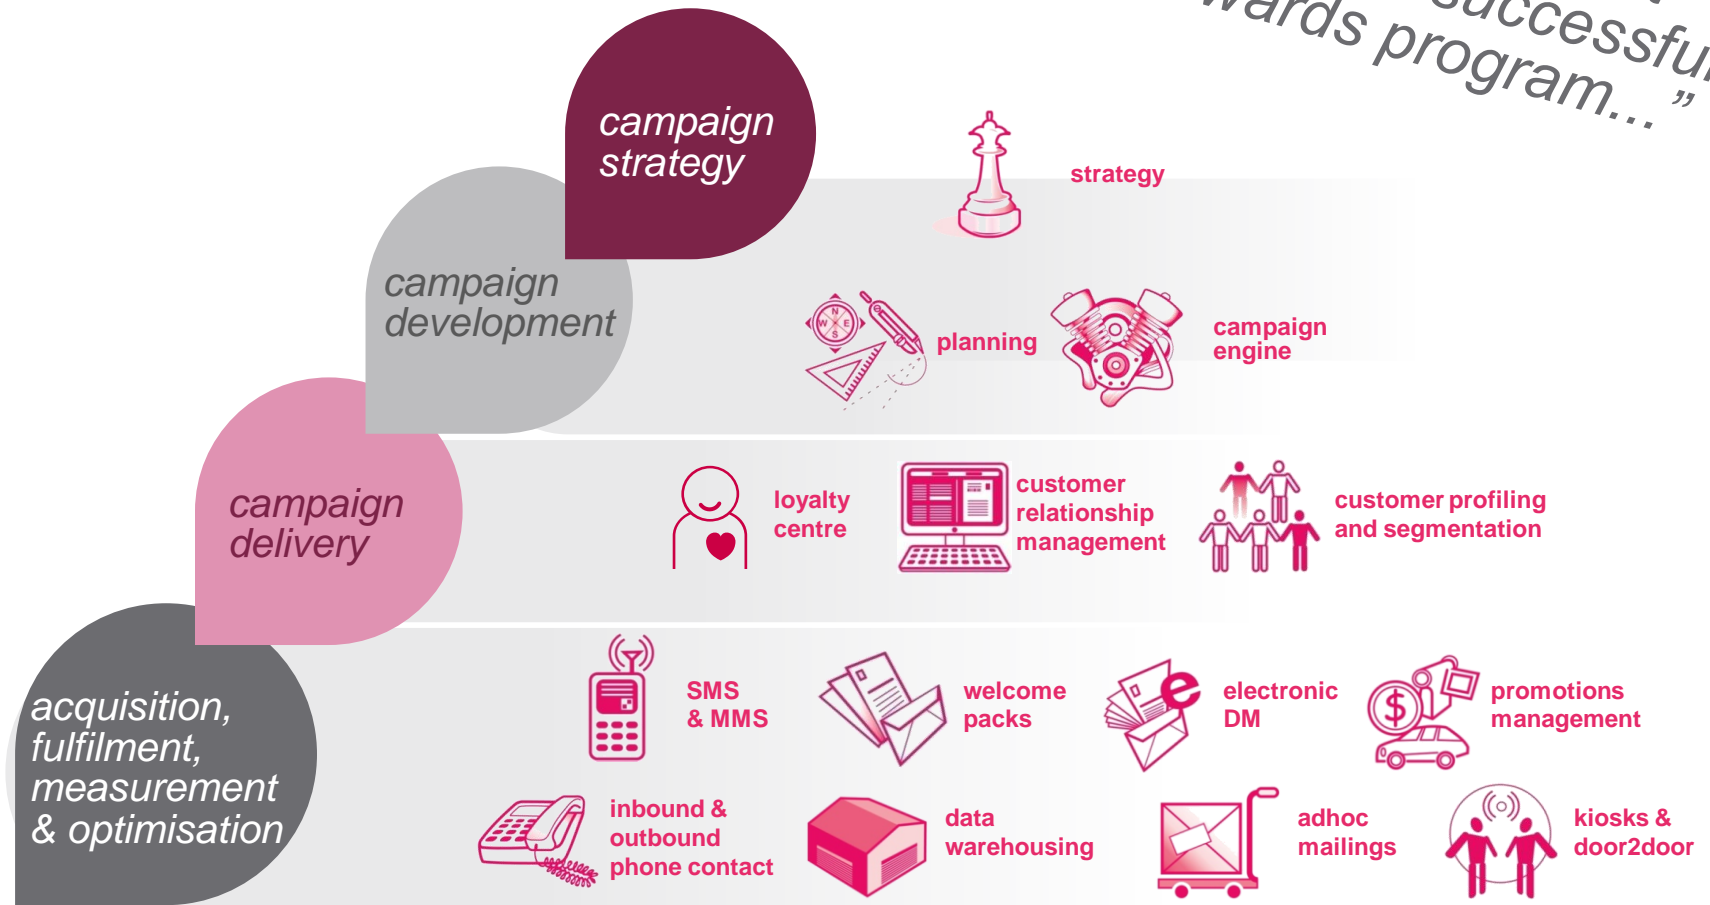 successful
wards program...”
campaign
strategy
strategy
campaign
development
N
W E
S
planning
campaign
engine
campaign
delivery
loyalty
centre
customer
relationship
management
customer profiling
and segmentation
acquisition,
fulfilment,
measurement
& optimisation
SMS
& MMS
welcome
packs
e
electronic
DM
$
promotions
management
inbound &
outbound
phone contact
data
warehousing
adhoc
mailings
kiosks &
door2door